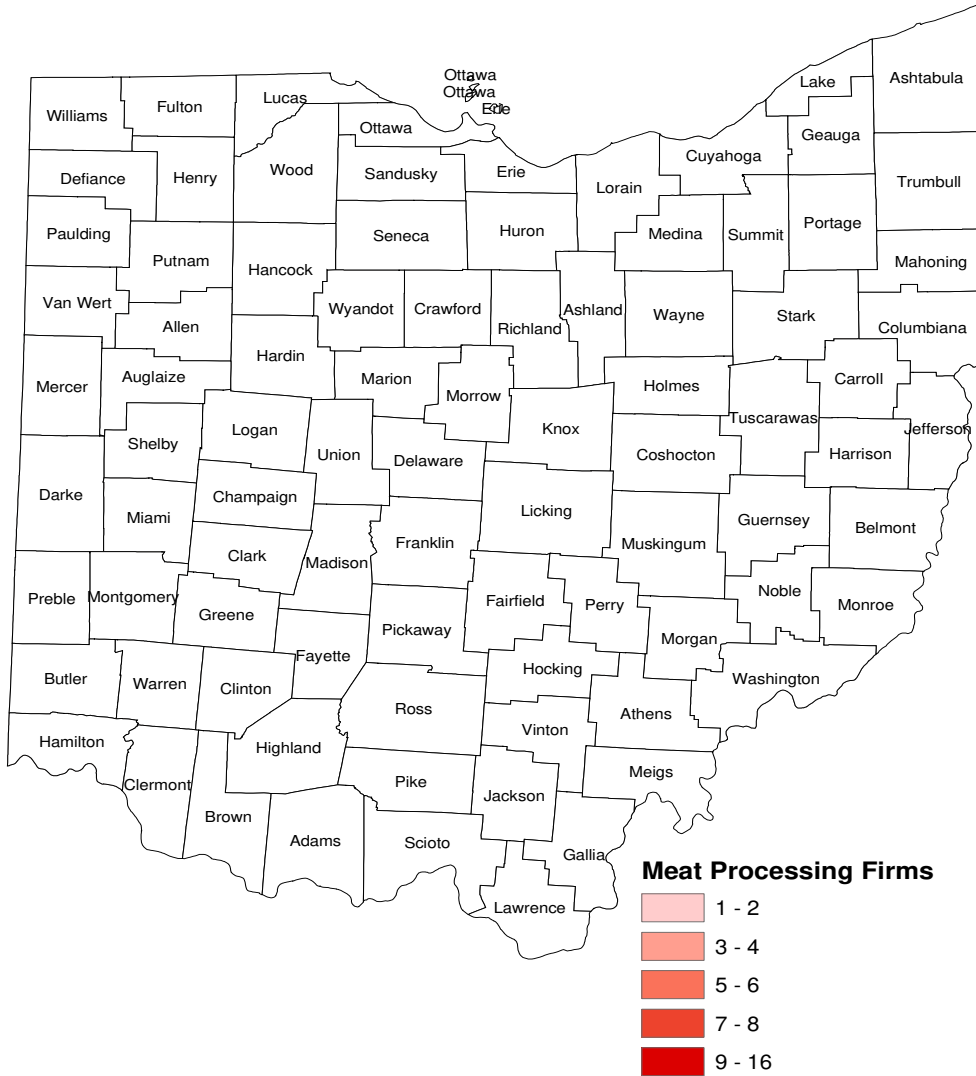 Ottawa
Ottawa
Erie
Lake
Ashtabula
Williams
Fulton
Lucas
Ottawa
Geauga
Cuyahoga
Wood
Defiance
Henry
Sandusky
Erie
Lorain
Trumbull
Paulding
Seneca
Huron
Medina
Summit
Portage
Putnam
Hancock
Mahoning
Van Wert
Allen
Wyandot
Crawford
Richland
Ashland
Wayne
Stark
Columbiana
Mercer
Auglaize
Hardin
Marion
Morrow
Holmes
Carroll
Tuscarawas
Jefferson
Shelby
Logan
Union
Delaware
Knox
Coshocton
Harrison
Darke
Miami
Champaign
Licking
Guernsey
Belmont
Clark
Madison
Franklin
Muskingum
Preble
Montgomery
Greene
Fairfield
Perry
Noble
Monroe
Pickaway
Morgan
Fayette
Hocking
Butler
Warren
Clinton
Washington
Ross
Athens
Hamilton
Highland
Vinton
Clermont
Pike
Jackson
Meigs
Brown
Adams
Scioto
Gallia
Lawrence
Meat Processing Firms
1 - 2
3 - 4
5 - 6
7 - 8
9 - 16